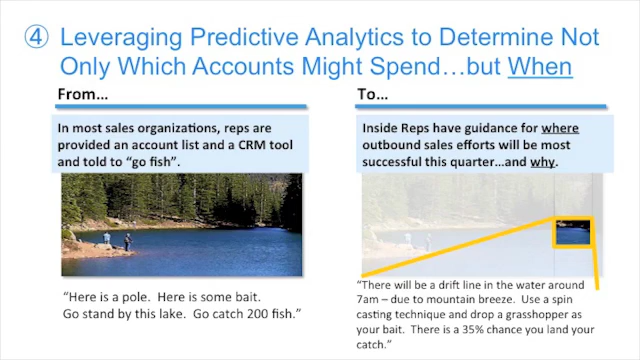 ④ Leveraging Predictive Analytics to Determine Not
Only Which Accounts Might Spend…but When
From…
In most sales organizations, reps are
provided an account list and a CRM tool
and told to “go fish”.
“Here is a pole.  Here is some bait.
Go stand by this lake.  Go catch 200 fish.”
To…
Inside Reps have guidance for where
outbound sales efforts will be most
successful this quarter…and why.
“There will be a drift line in the water around
7am – due to mountain breeze.  Use a spin
casting technique and drop a grasshopper as
your bait.  There is a 35% chance you land your
catch.”